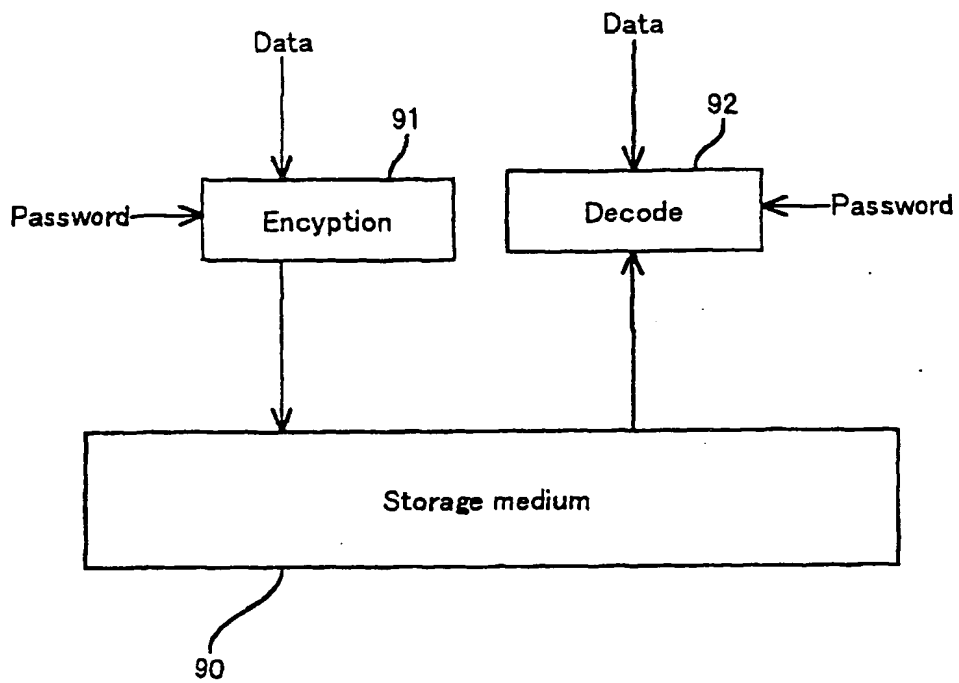 Data
Data
91
92
Password
Encyption
Decode
Password
Storage medium
90